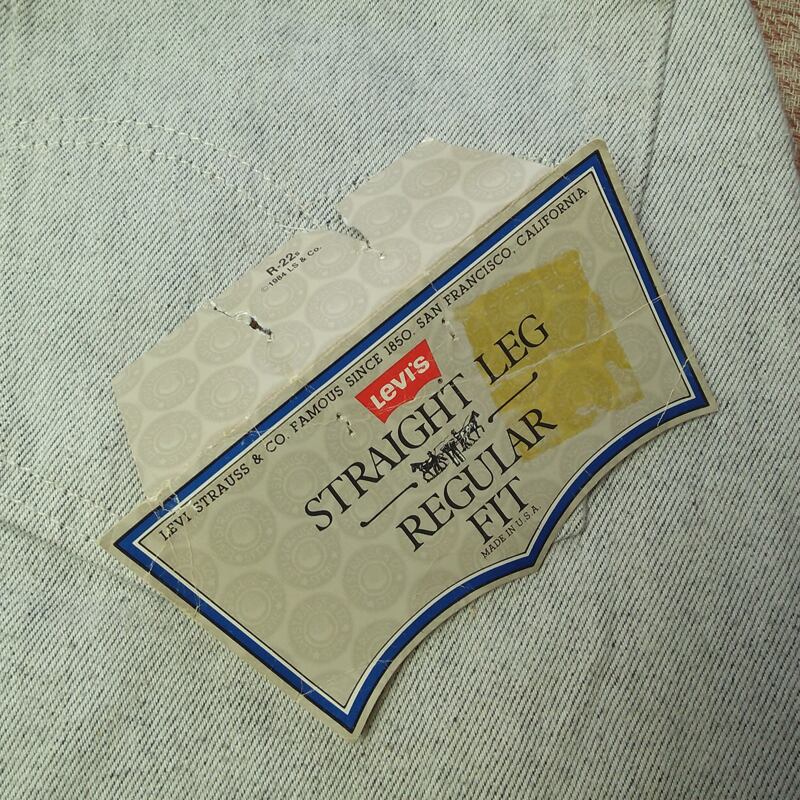 R-22s
© 1984 LS & Co.
LEVI STRAUSS & CO. FAMOUS SINCE 1850. SAN FRANCISCO, CALIFORNIA.
LEVI'S
STRAIGHT LEG
REGULAR
FIT
MADE IN U.S.A